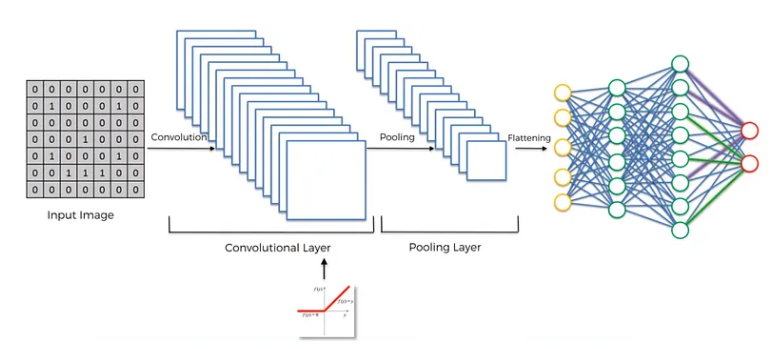 0 0 0 0 0 0 0
0 1 0 0 0 1 0
0 0 0 0 0 0 0
0 0 0 1 0 0 0
0 1 0 0 0 1 0
0 0 1 1 1 0 0
0 0 0 0 0 0 0
Input Image
Convolution
Pooling
Flattening
Convolutional Layer
Pooling Layer